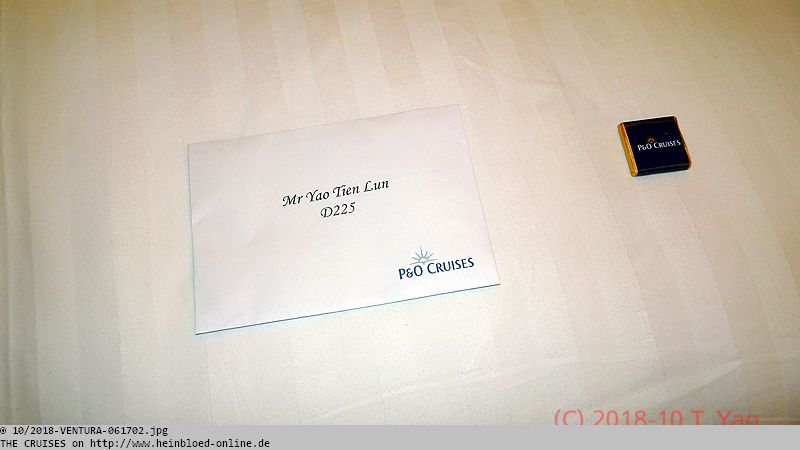 Mr Yao Tien Lun
D225
P&O CRUISES
P&O CRUISES
(C) 2018-10 T. Yao
© 10/2018-VENTURA-061702.jpg
THE CRUISES on http://www.heinbloed-online.de